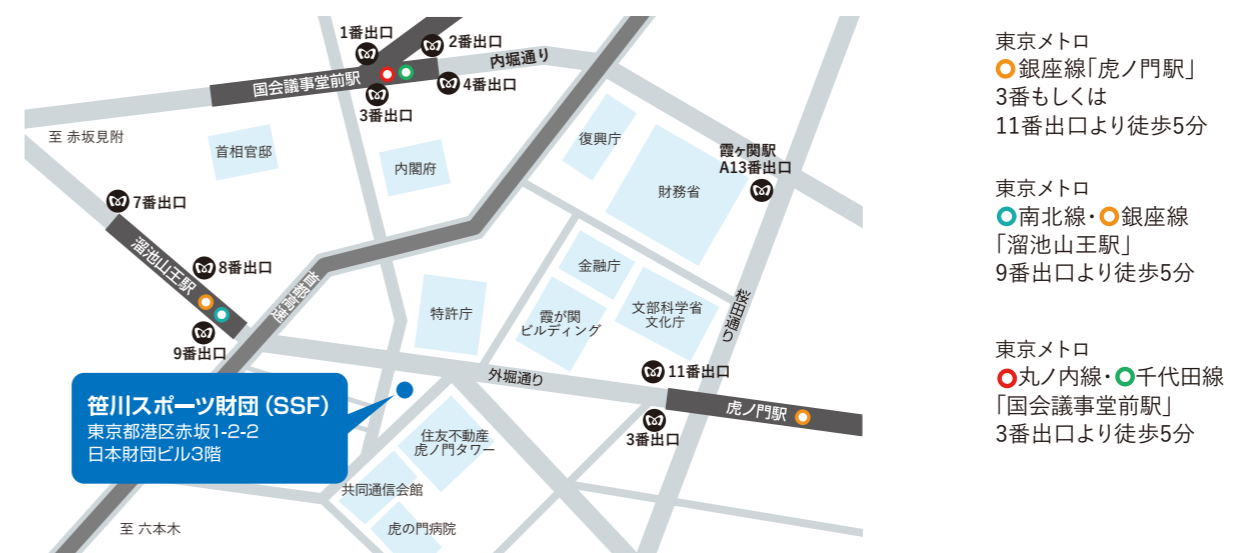 1番出口
2番出口
内堀通り
国会議事堂前駅
4番出口
3番出口
至 赤坂見附
首相官邸
内閣府
復興庁
霞ヶ関駅
A13番出口
財務省
7番出口
溜池山王駅
8番出口
首都高速
金融庁
特許庁
霞が関
ビルディング
文部科学省
文化庁
桜田通り
9番出口
外堀通り
11番出口
虎ノ門駅
3番出口
笹川スポーツ財団（SSF）
東京都港区赤坂1-2-2
日本財団ビル3階
住友不動産
虎ノ門タワー
共同通信会館
虎の門病院
至 六本木
東京メトロ
銀座線「虎ノ門駅」
3番もしくは
11番出口より徒歩5分
東京メトロ
南北線・銀座線
「溜池山王駅」
9番出口より徒歩5分
東京メトロ
丸ノ内線・千代田線
「国会議事堂前駅」
3番出口より徒歩5分